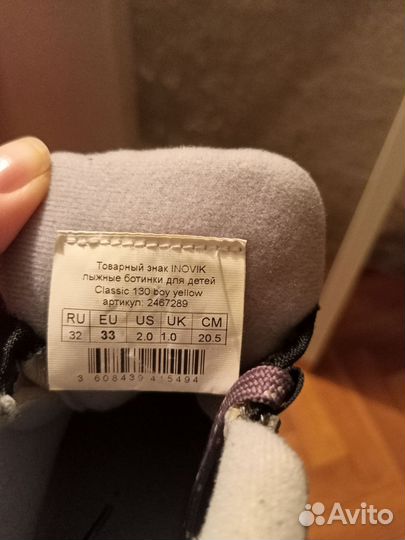 Товарный знак INOVIK
лыжные ботинки для детей
Classic 130 boy yellow
артикул: 2467289
RU EU US UK CM
32 33 2.0 1.0 20.5
3 608439 415494
Avito